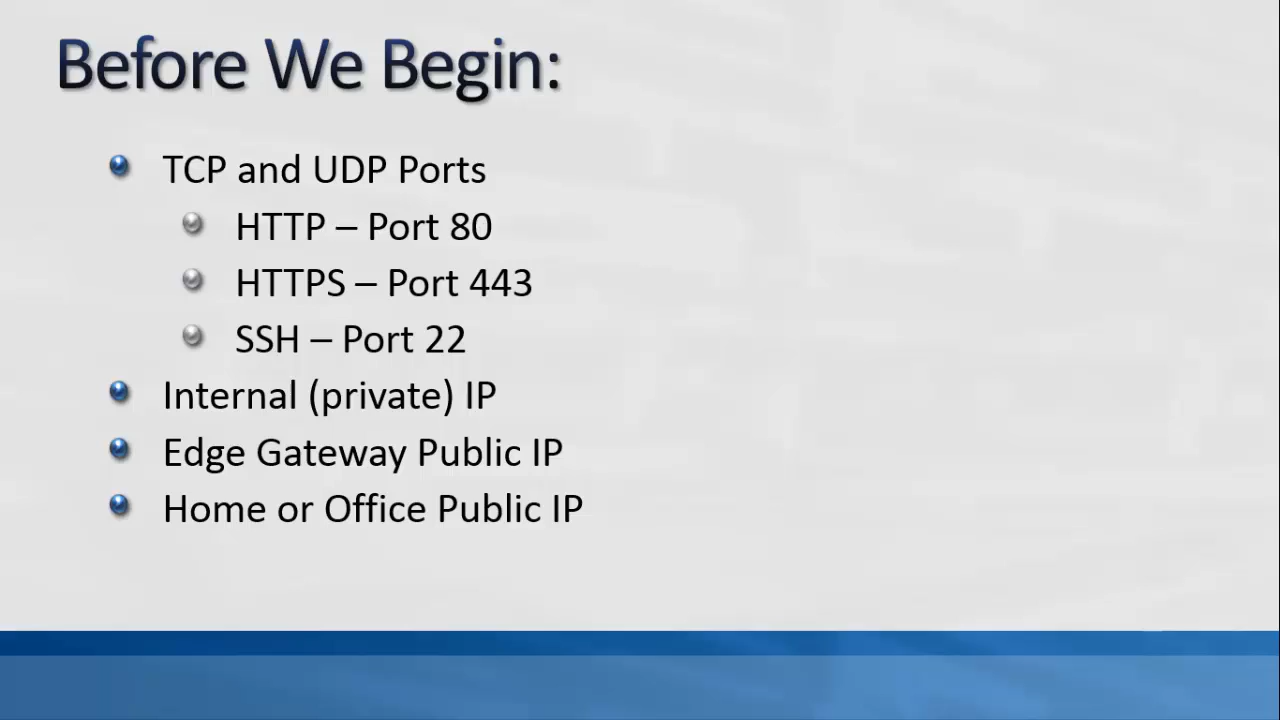 Before We Begin:
TCP and UDP Ports
HTTP – Port 80
HTTPS – Port 443
SSH – Port 22
Internal (private) IP
Edge Gateway Public IP
Home or Office Public IP